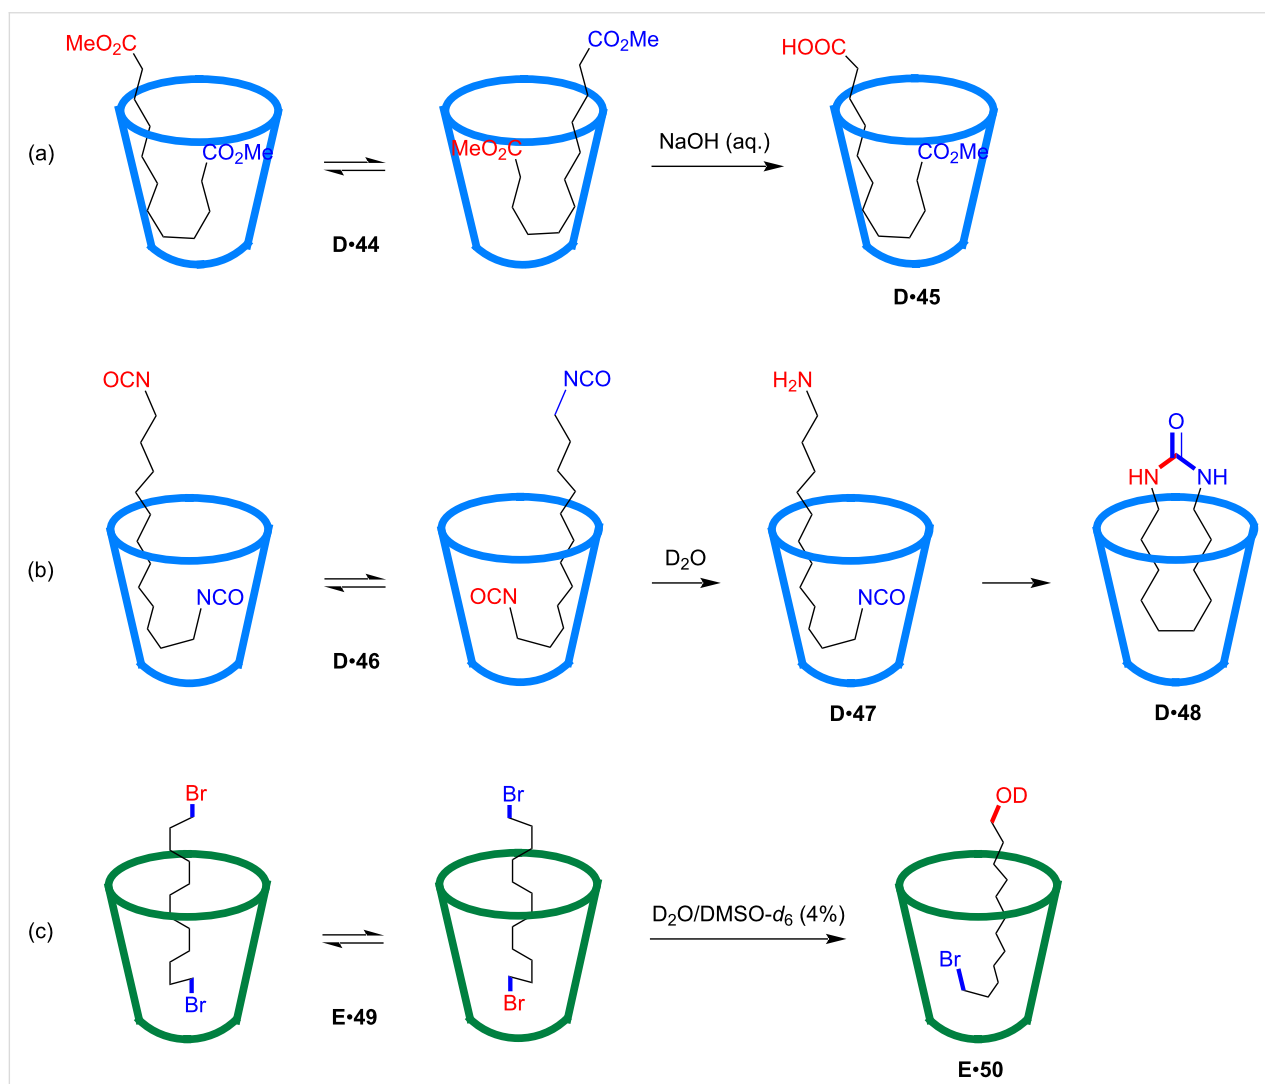 MeO₂C
CO₂Me
CO₂Me
MeO₂C
NaOH (aq.)
HOOC
CO₂Me
(a)
D•44
D•45
OCN
NCO
NCO
OCN
D₂O
H₂N
NCO
O
HN
NH
(b)
D•46
D•47
D•48
Br
Br
Br
Br
D₂O/DMSO-d₆ (4%)
OD
Br
(c)
E•49
E•50